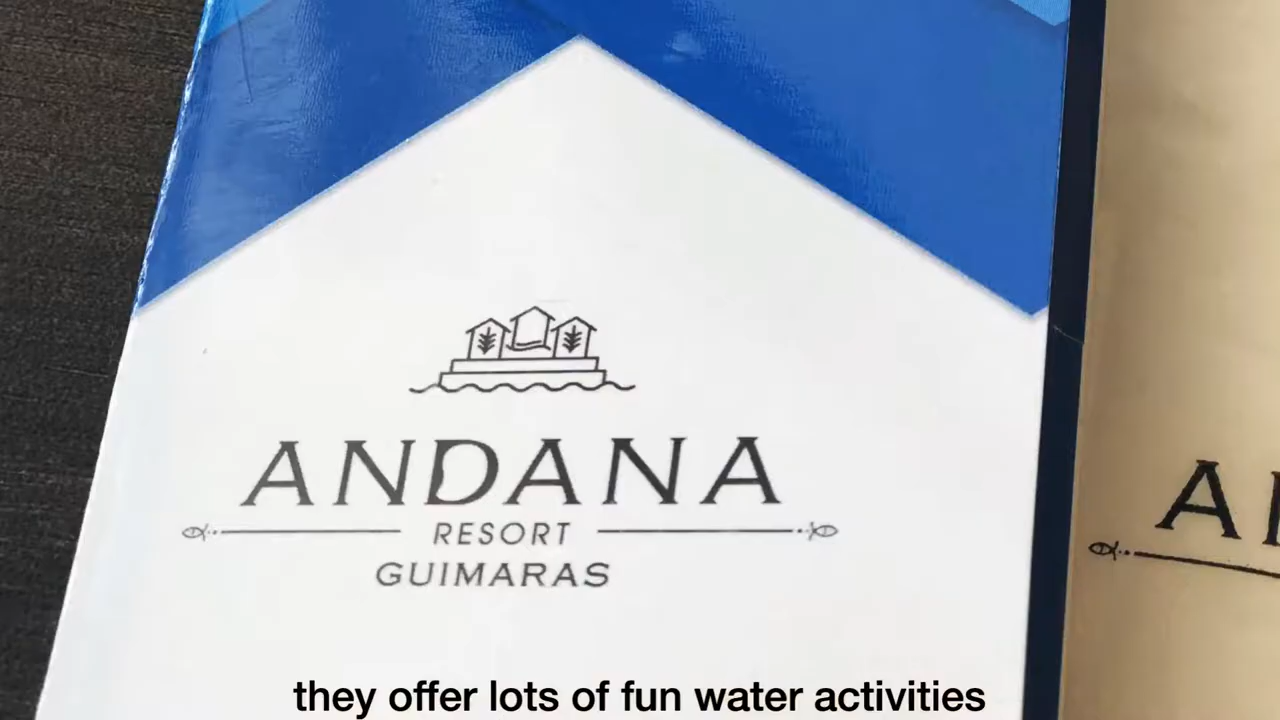 ANDANA
RESORT
GUIMARAS
they offer lots of fun water activities